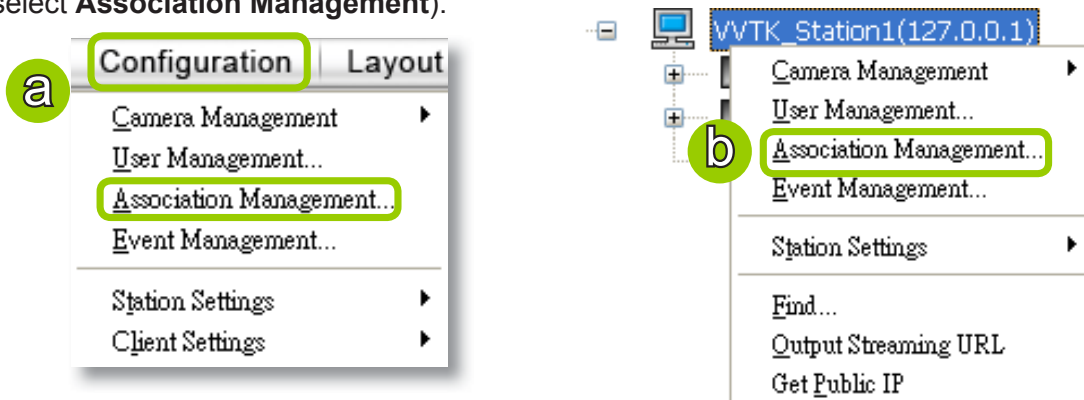 select Association Management).
a
Configuration Layout
Camera Management
User Management...
Association Management...
Event Management...
Station Settings
Client Settings
VVTK_Station1(127.0.0.1)
b
Camera Management
User Management...
Association Management...
Event Management...
Station Settings
Find...
Output Streaming URL
Get Public IP